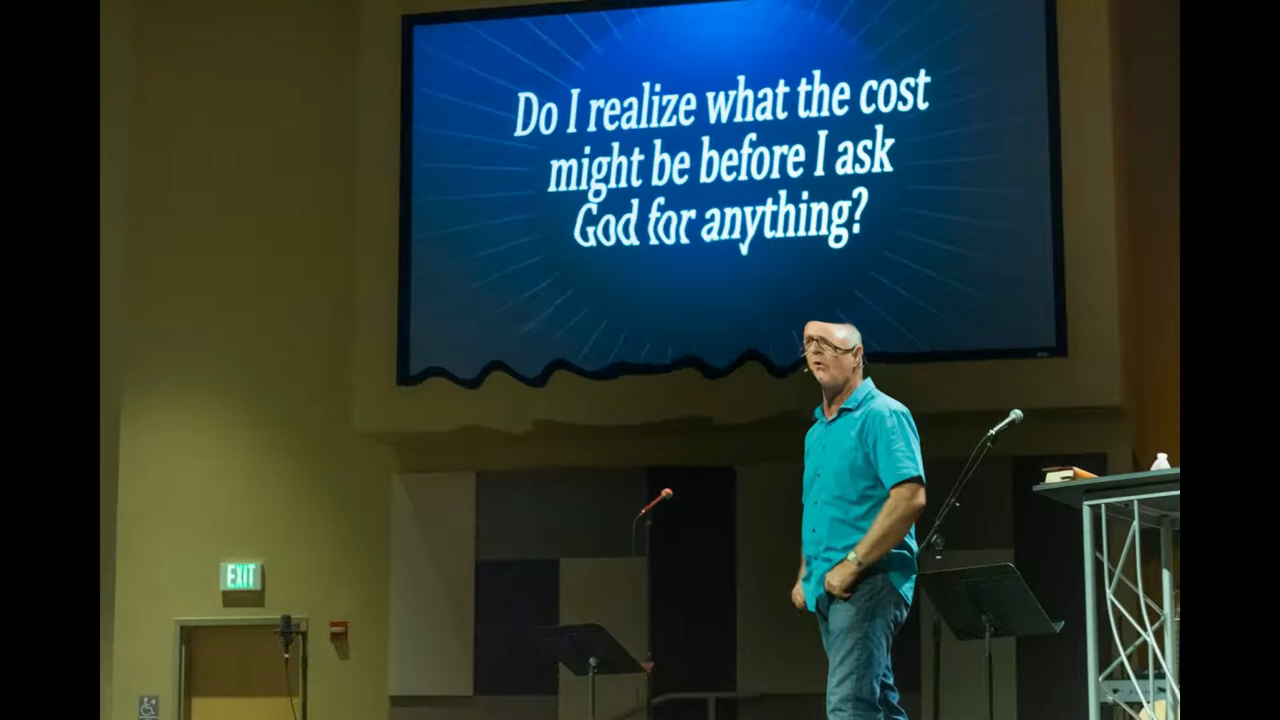 Do I realize what the cost
might be before I ask
God for anything?
EXIT